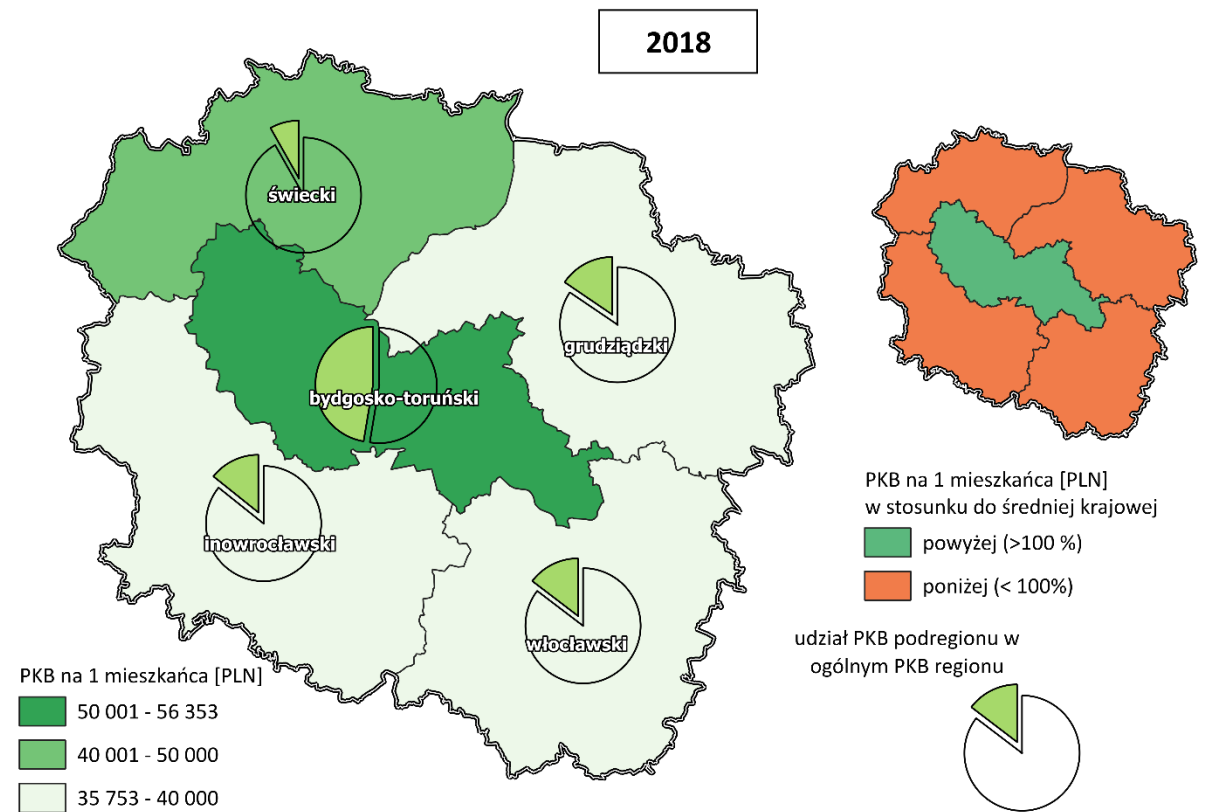 2018
świecki
grudziądzki
bydgosko-toruński
inowrocławski
włocławski
PKB na 1 mieszkańca [PLN]
50 001 - 56 353
40 001 - 50 000
35 753 - 40 000
PKB na 1 mieszkańca [PLN]
w stosunku do średniej krajowej
powyżej (>100 %)
poniżej (< 100%)
udział PKB podregionu w
ogólnym PKB regionu